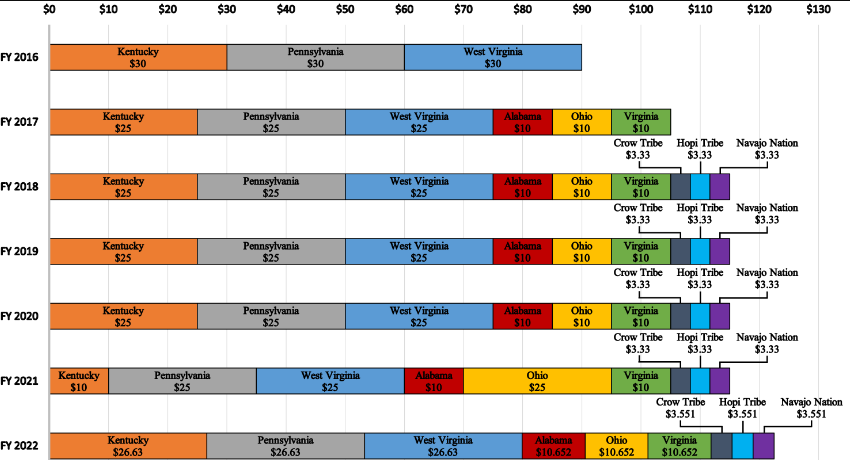 $0 $10 $20 $30 $40 $50 $60 $70 $80 $90 $100 $110 $120 $130
FY 2016 Kentucky Pennsylvania West Virginia
$30 $30 $30
FY 2017 Kentucky Pennsylvania West Virginia Alabama Ohio Virginia
$25 $25 $25 $10 $10 $10
Crow Tribe Hopi Tribe Navajo Nation
$3.33 $3.33 $3.33
FY 2018 Kentucky Pennsylvania West Virginia Alabama Ohio Virginia
$25 $25 $25 $10 $10 $10
Crow Tribe Hopi Tribe Navajo Nation
$3.33 $3.33 $3.33
FY 2019 Kentucky Pennsylvania West Virginia Alabama Ohio Virginia
$25 $25 $25 $10 $10 $10
Crow Tribe Hopi Tribe Navajo Nation
$3.33 $3.33 $3.33
FY 2020 Kentucky Pennsylvania West Virginia Alabama Ohio Virginia
$25 $25 $25 $10 $10 $10
Crow Tribe Hopi Tribe Navajo Nation
$3.33 $3.33 $3.33
FY 2021 Kentucky Pennsylvania West Virginia Alabama Ohio Virginia
$10 $25 $25 $10 $25 $10
Crow Tribe Hopi Tribe Navajo Nation
$3.551 $3.551 $3.551
FY 2022 Kentucky Pennsylvania West Virginia Alabama Ohio Virginia
$26.63 $26.63 $26.63 $10.652 $10.652 $10.652